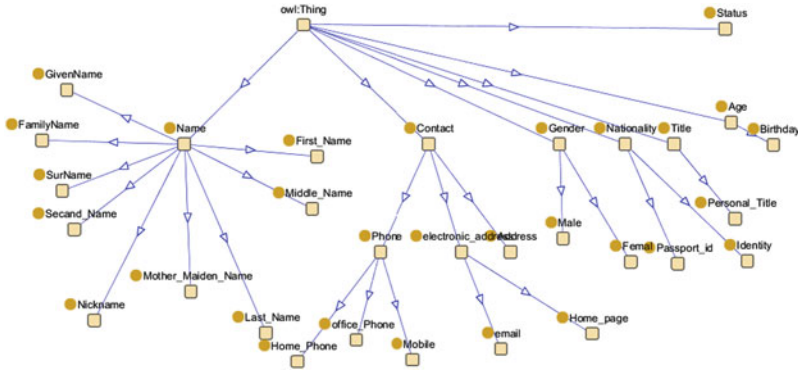 owl:Thing
Status
GivenName
FamilyName
Name
First_Name
Contact
Gender
Nationality
Title
Age
Birthday
SurName
Secand_Name
Middle_Name
Personal_Title
Male
Phone
electronic_address
Address
Femal
Passport_id
Identity
Mother_Maiden_Name
Nickname
Last_Name
Home_Phone
office_Phone
Mobile
email
Home_page